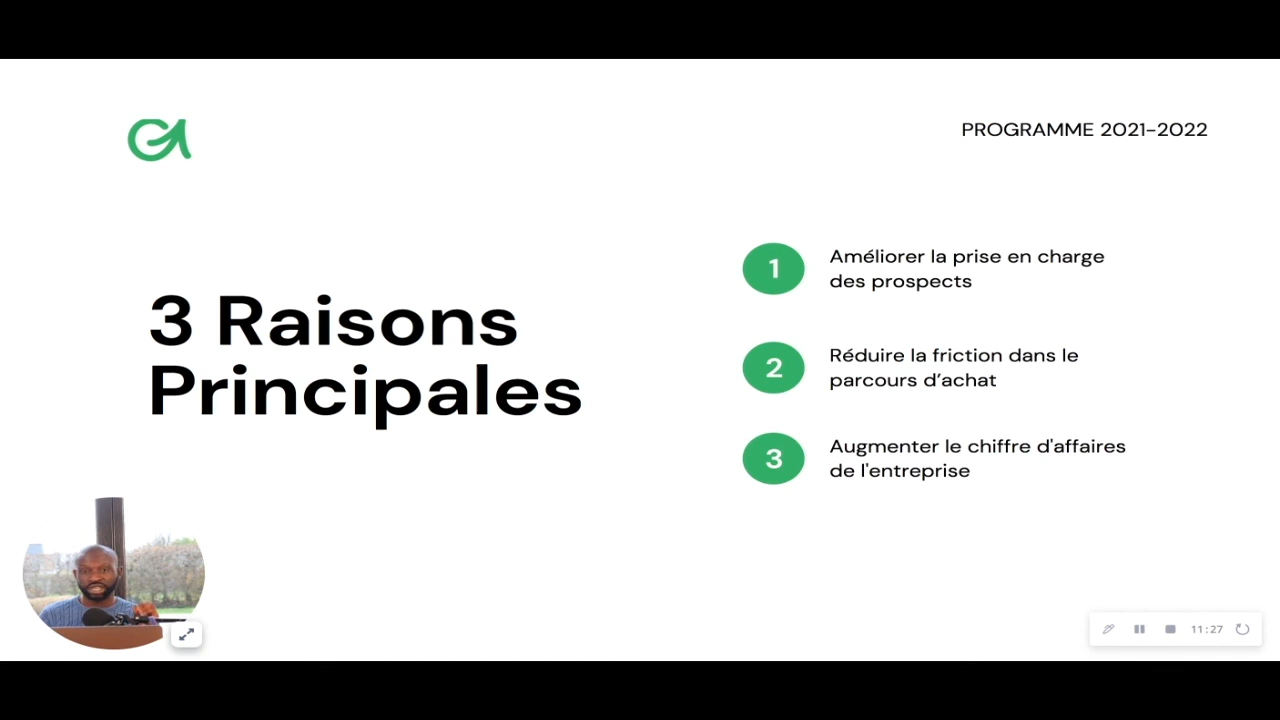 PROGRAMME 2021-2022
3 Raisons
Principales
1
Améliorer la prise en charge
des prospects
2
Réduire la friction dans le
parcours d’achat
3
Augmenter le chiffre d'affaires
de l'entreprise
11:27